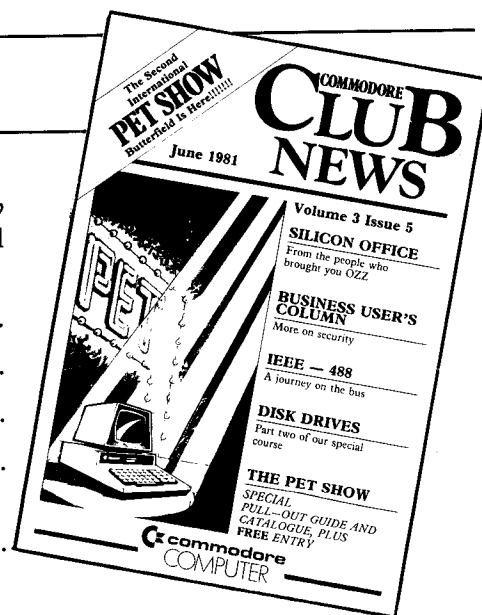 The Second
International
PET SHOW
Butterfield Is Here!!!!!!!
COMMODORE
CLUB
NEWS
June 1981
Volume 3 Issue 5
SILICON OFFICE
From the people who
brought you OZZ
BUSINESS USER'S
COLUMN
More on security
IEEE — 488
A journey on the bus
DISK DRIVES
Part two of our special
course
THE PET SHOW
SPECIAL
PULL—OUT GUIDE AND
CATALOGUE, PLUS
FREE ENTRY
PET
commodore
COMPUTER